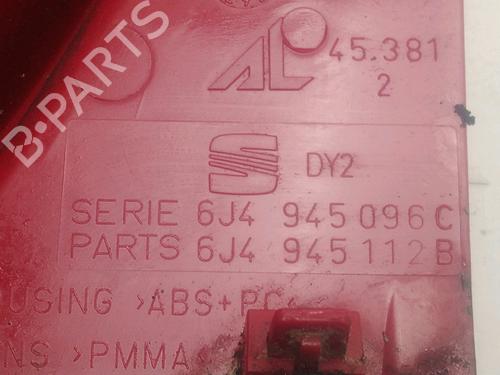 45.381
2
DY2
SERIE 6J4 945 096 C
PARTS 6J4 945 112 B
USING >ABS+PC<
NS >PMMA<
B-PARTS